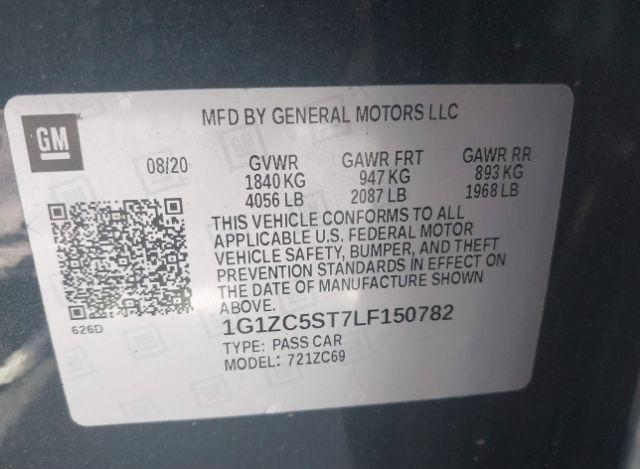 GM
MFD BY GENERAL MOTORS LLC
08/20 GVWR GAWR FRT GAWR RR
1840 KG 947 KG 893 KG
4056 LB 2087 LB 1968 LB
THIS VEHICLE CONFORMS TO ALL
APPLICABLE U.S. FEDERAL MOTOR
VEHICLE SAFETY, BUMPER, AND THEFT
PREVENTION STANDARDS IN EFFECT ON
THE DATE OF MANUFACTURE SHOWN
ABOVE.
626D
1G1ZC5ST7LF150782
TYPE: PASS CAR
MODEL: 721ZC69